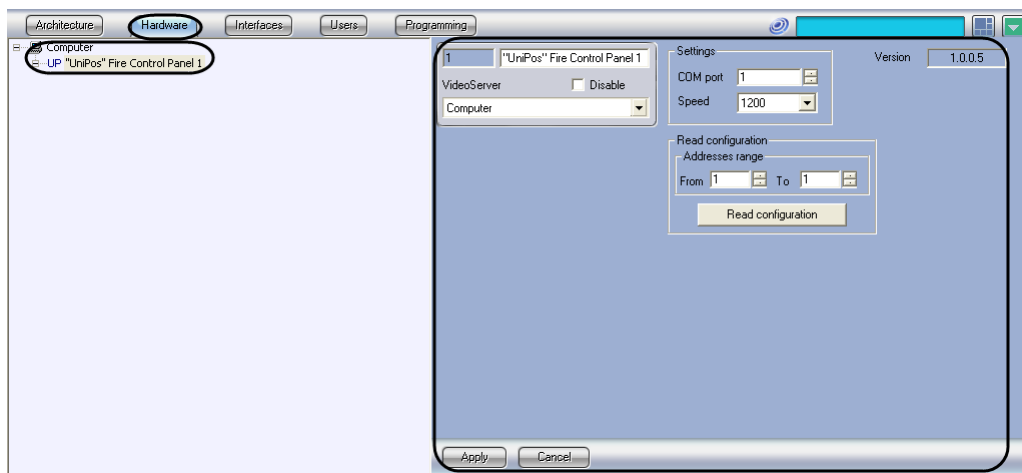 Architecture Hardware Interfaces Users Programming
Computer
UP "UniPos" Fire Control Panel 1
1 "UniPos" Fire Control Panel 1
VideoServer Disable
Computer
Settings
COM port 1
Speed 1200
Version 1.0.0.5
Read configuration
Addresses range
From 1 To 1
Read configuration
Apply Cancel